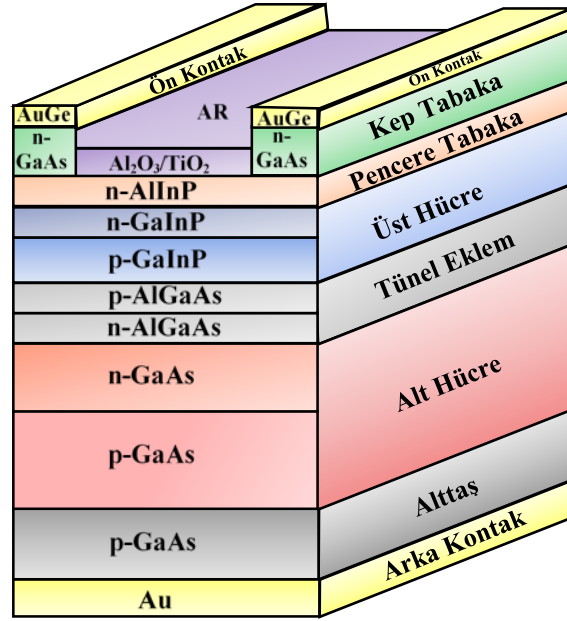 Ön Kontak
Ön Kontak
AuGe
AuGe
AR
Kep Tabaka
n-
GaAs
n-
GaAs
Al₂O₃/TiO₂
Pencere Tabaka
n-AlInP
n-GaInP
Üst Hücre
p-GaInP
Tünel Eklem
p-AlGaAs
n-AlGaAs
n-GaAs
Alt Hücre
p-GaAs
Alttaş
p-GaAs
Arka Kontak
Au